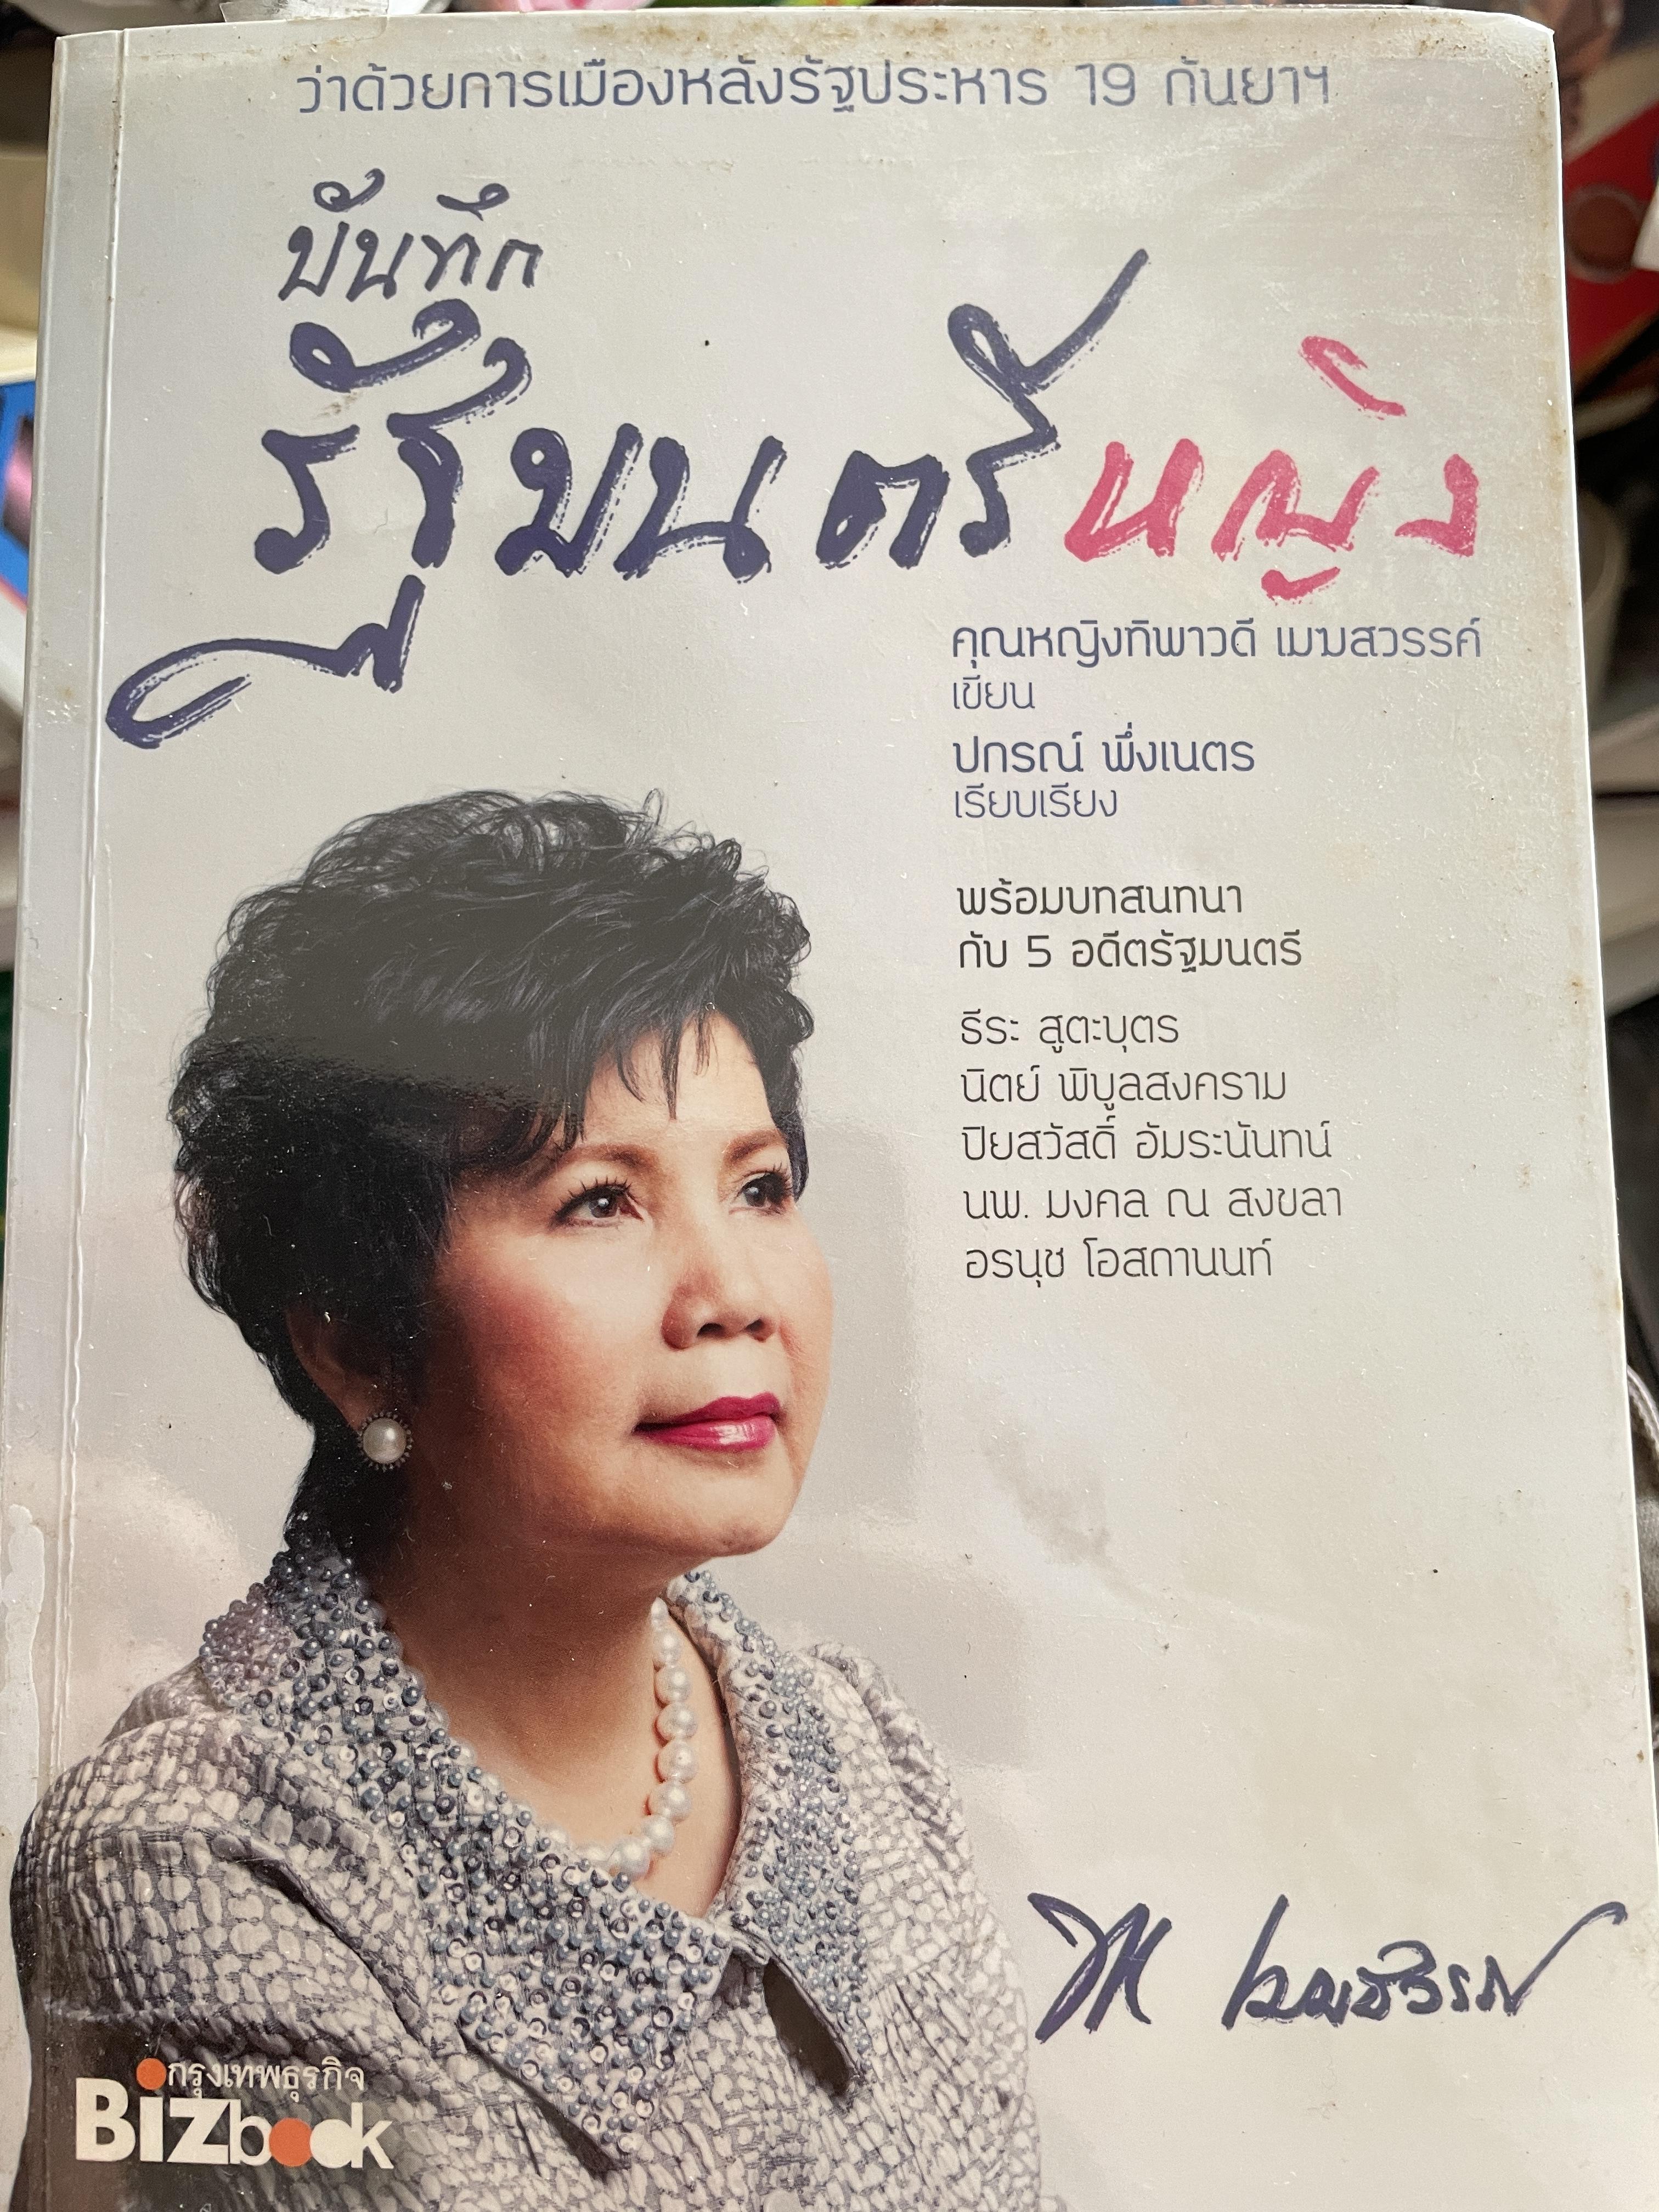 ว่าด้วยการเมืองหลังรัฐประหาร 19 กันยาฯ
บันทึก
รัฐมนตรีหญิง
คุณหญิงทิพาวดี เมฆสวรรค์
เขียน
ปกรณ์ พึ่งเนตร
เรียบเรียง
พร้อมบทสนทนา
กับ 5 อดีตรัฐมนตรี
ธีระ สูตะบุตร
นิตย์ พิบูลสงคราม
ปิยสวัสดิ์ อัมระนันทน์
นพ. มงคล ณ สงขลา
อรนุช โอสถานนท์
กรุงเทพธุรกิจ
BiZbook